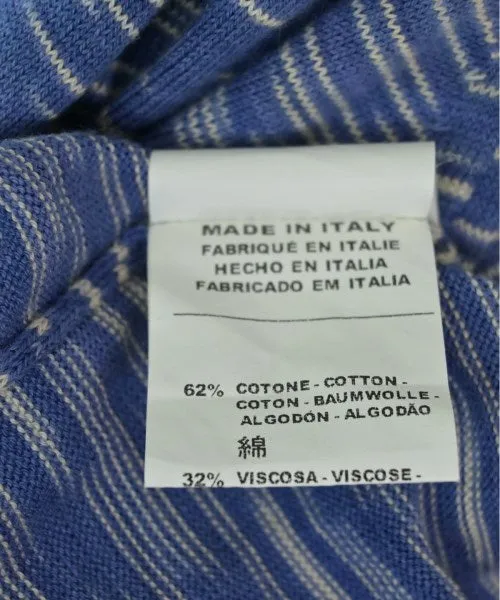 MADE IN ITALY
FABRIQUÉ EN ITALIE
HECHO EN ITALIA
FABRICADO EM ITALIA
62% COTONE - COTTON -
COTON - BAUMWOLLE -
ALGODÓN - ALGODÃO
綿
32% VISCOSA - VISCOSE -